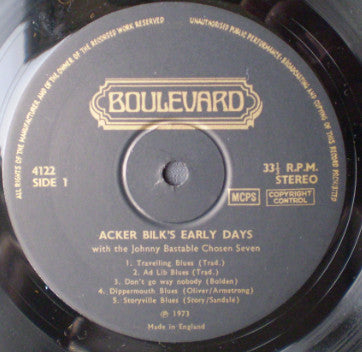 ALL RIGHTS OF THE MANUFACTURER AND OF THE OWNER OF THE RECORDED WORK RESERVED
UNAUTHORISED PUBLIC PERFORMANCE · BROADCASTING AND COPYING OF THIS RECORD PROHIBITED
BOULEVARD
4122
SIDE 1
33⅓ R.P.M.
STEREO
MCPS
COPYRIGHT
CONTROL
ACKER BILK'S EARLY DAYS
with the Johnny Bastable Chosen Seven
1. Travelling Blues (Trad.)
2. Ad Lib Blues (Trad.)
3. Don't go way nobody (Bolden)
4. Dippermouth Blues (Oliver/Armstrong)
5. Storyville Blues (Story/Sandale)
℗ 1973
Made in England